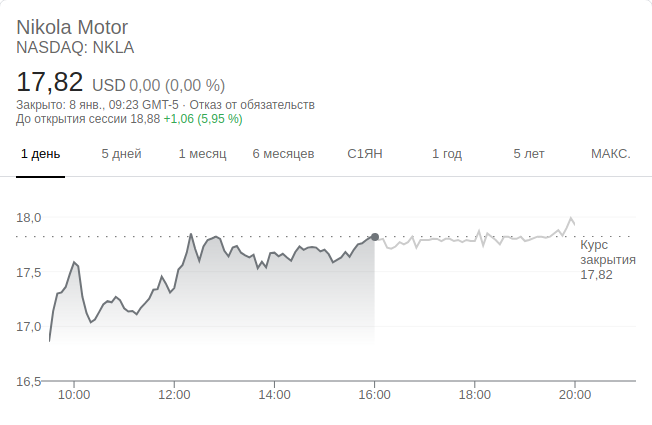 Nikola Motor
NASDAQ: NKLA
17,82 USD 0,00 (0,00 %)
Закрыто: 8 янв., 09:23 GMT-5 · Отказ от обязательств
До открытия сессии 18,88 +1,06 (5,95 %)
1 день 5 дней 1 месяц 6 месяцев С1ЯН 1 год 5 лет МАКС.
18,0
Курс
закрытия
17,82
17,5
17,0
16,5
10:00 12:00 14:00 16:00 18:00 20:00